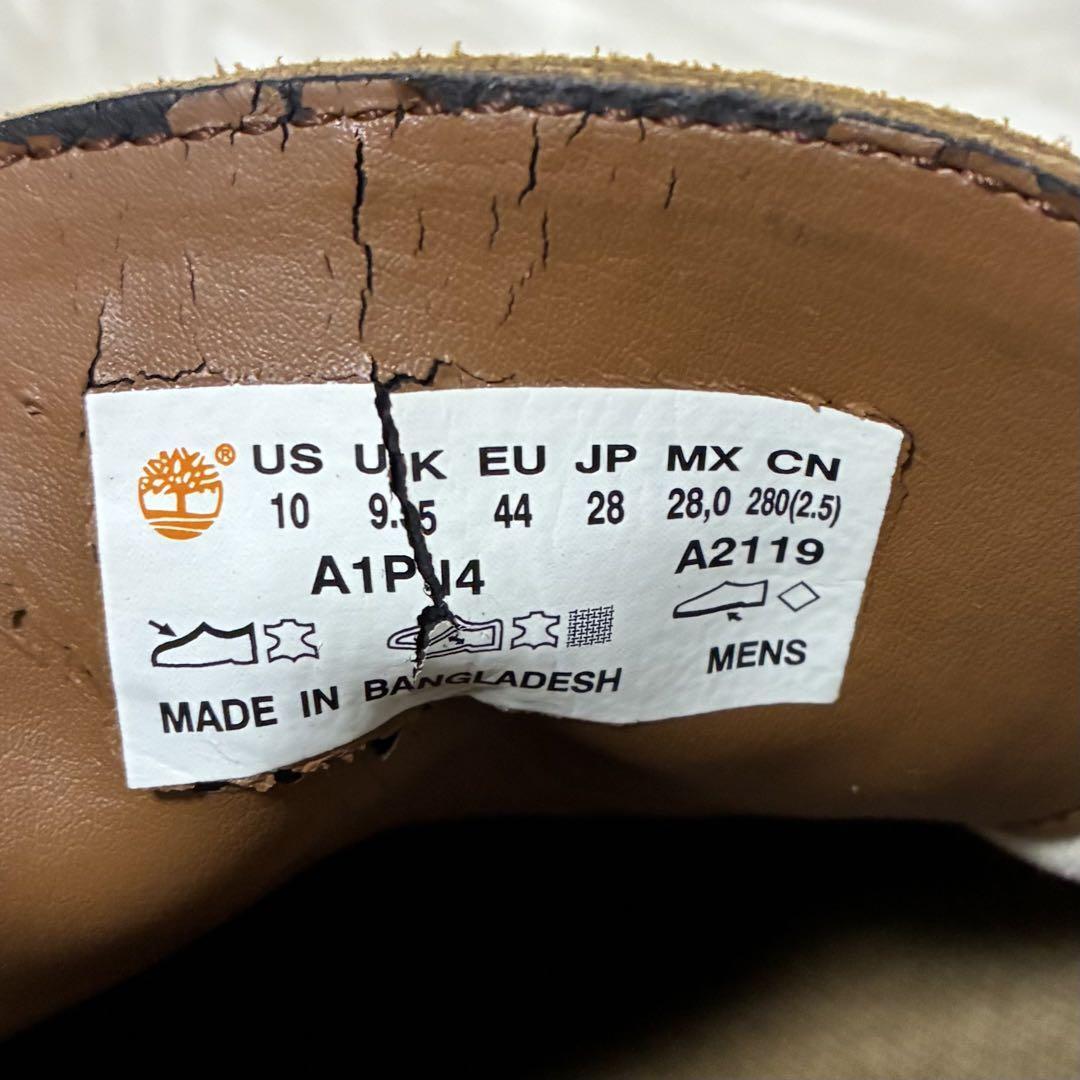 ® US UK EU JP MX CN
10 9.5 44 28 28,0 280(2.5)
A1PN4 A2119
MENS
MADE IN BANGLADESH